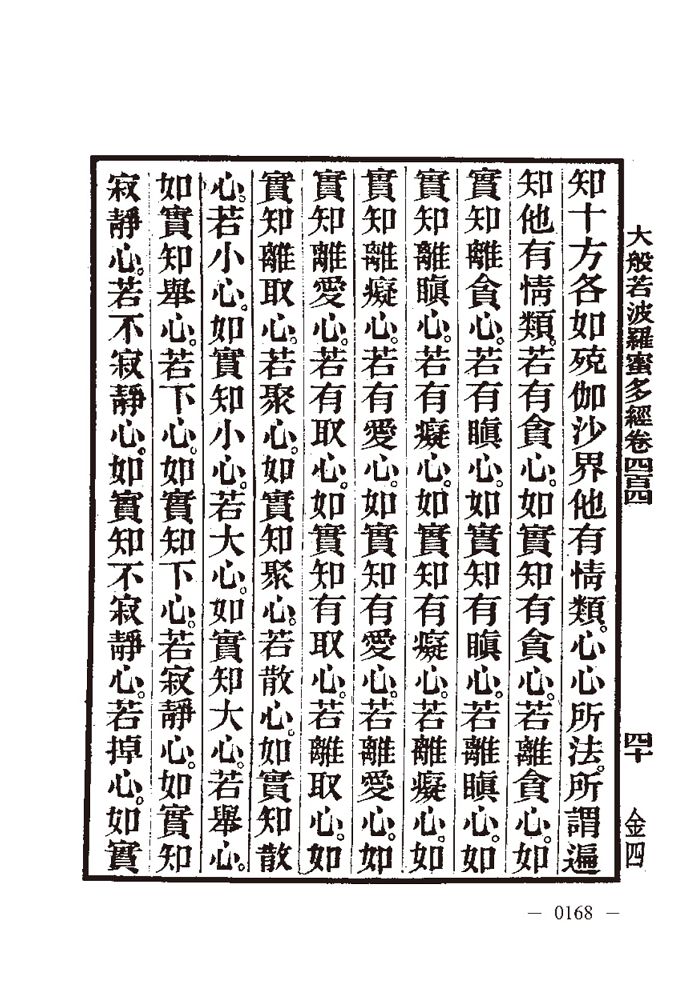 大般若波羅蜜多經卷四百四 四十 金四
知十方各如殑伽沙界他有情類。心心所法。所謂遍
知他有情類。若有貪心。如實知有貪心。若離貪心。如
實知離貪心。若有瞋心。如實知有瞋心。若離瞋心。如
實知離瞋心。若有癡心。如實知有癡心。若離癡心。如
實知離癡心。若有愛心。如實知有愛心。若離愛心。如
實知離愛心。若有取心。如實知有取心。若離取心。如
實知離取心。若聚心。如實知聚心。若散心。如實知散
心。若小心。如實知小心。若大心。如實知大心。若舉心。
如實知舉心。若下心。如實知下心。若寂靜心。如實知
寂靜心。若不寂靜心。如實知不寂靜心。若掉心。如實
— 0168 —